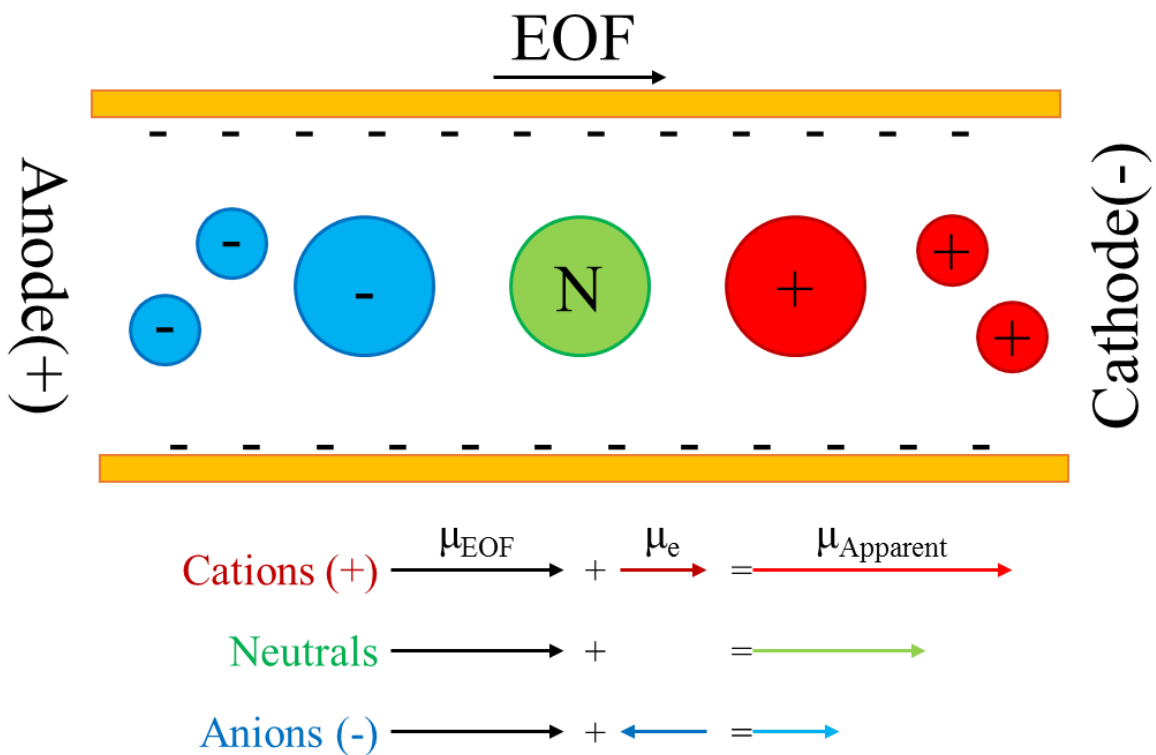 EOF
- - - - - - - - - - - -
Anode(+)
Cathode(-)
- - - N + + +
- - - - - - - - - - - -
μEOF μe μApparent
Cations (+) + =
Neutrals + =
Anions (-) + =